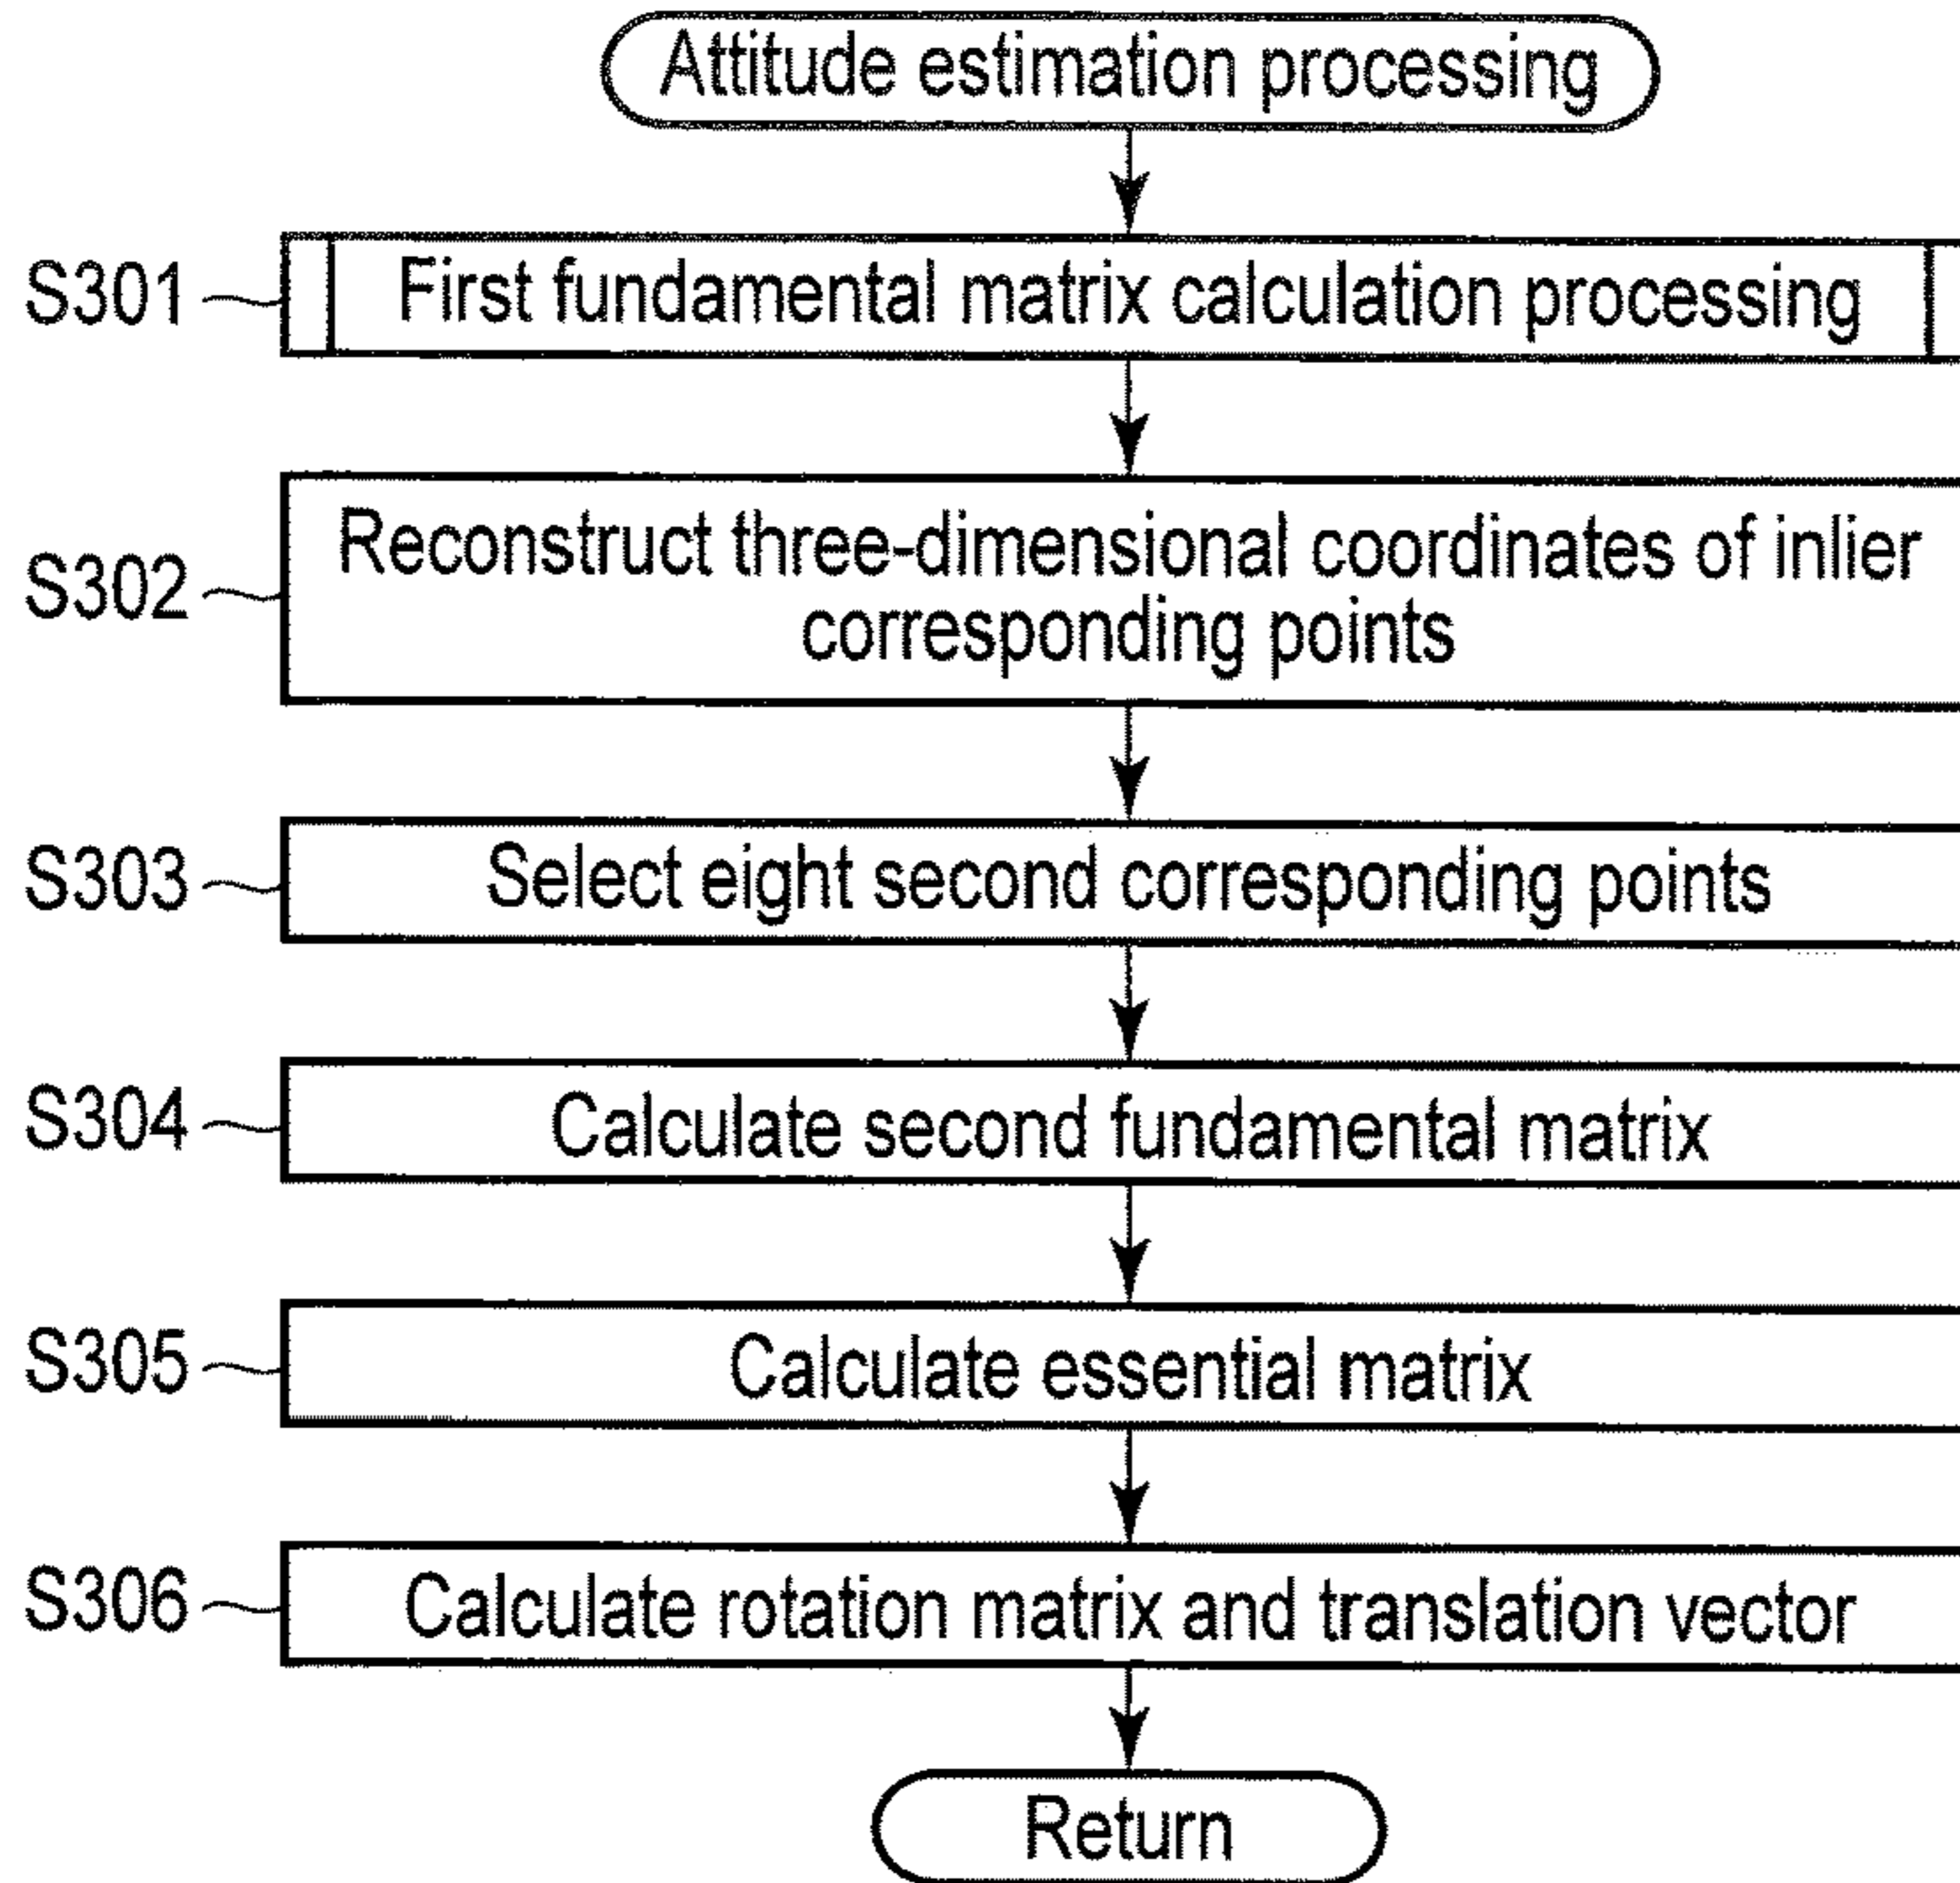 Attitude estimation processing
S301
First fundamental matrix calculation processing
S302
Reconstruct three-dimensional coordinates of inlier
corresponding points
S303
Select eight second corresponding points
S304
Calculate second fundamental matrix
S305
Calculate essential matrix
S306
Calculate rotation matrix and translation vector
Return